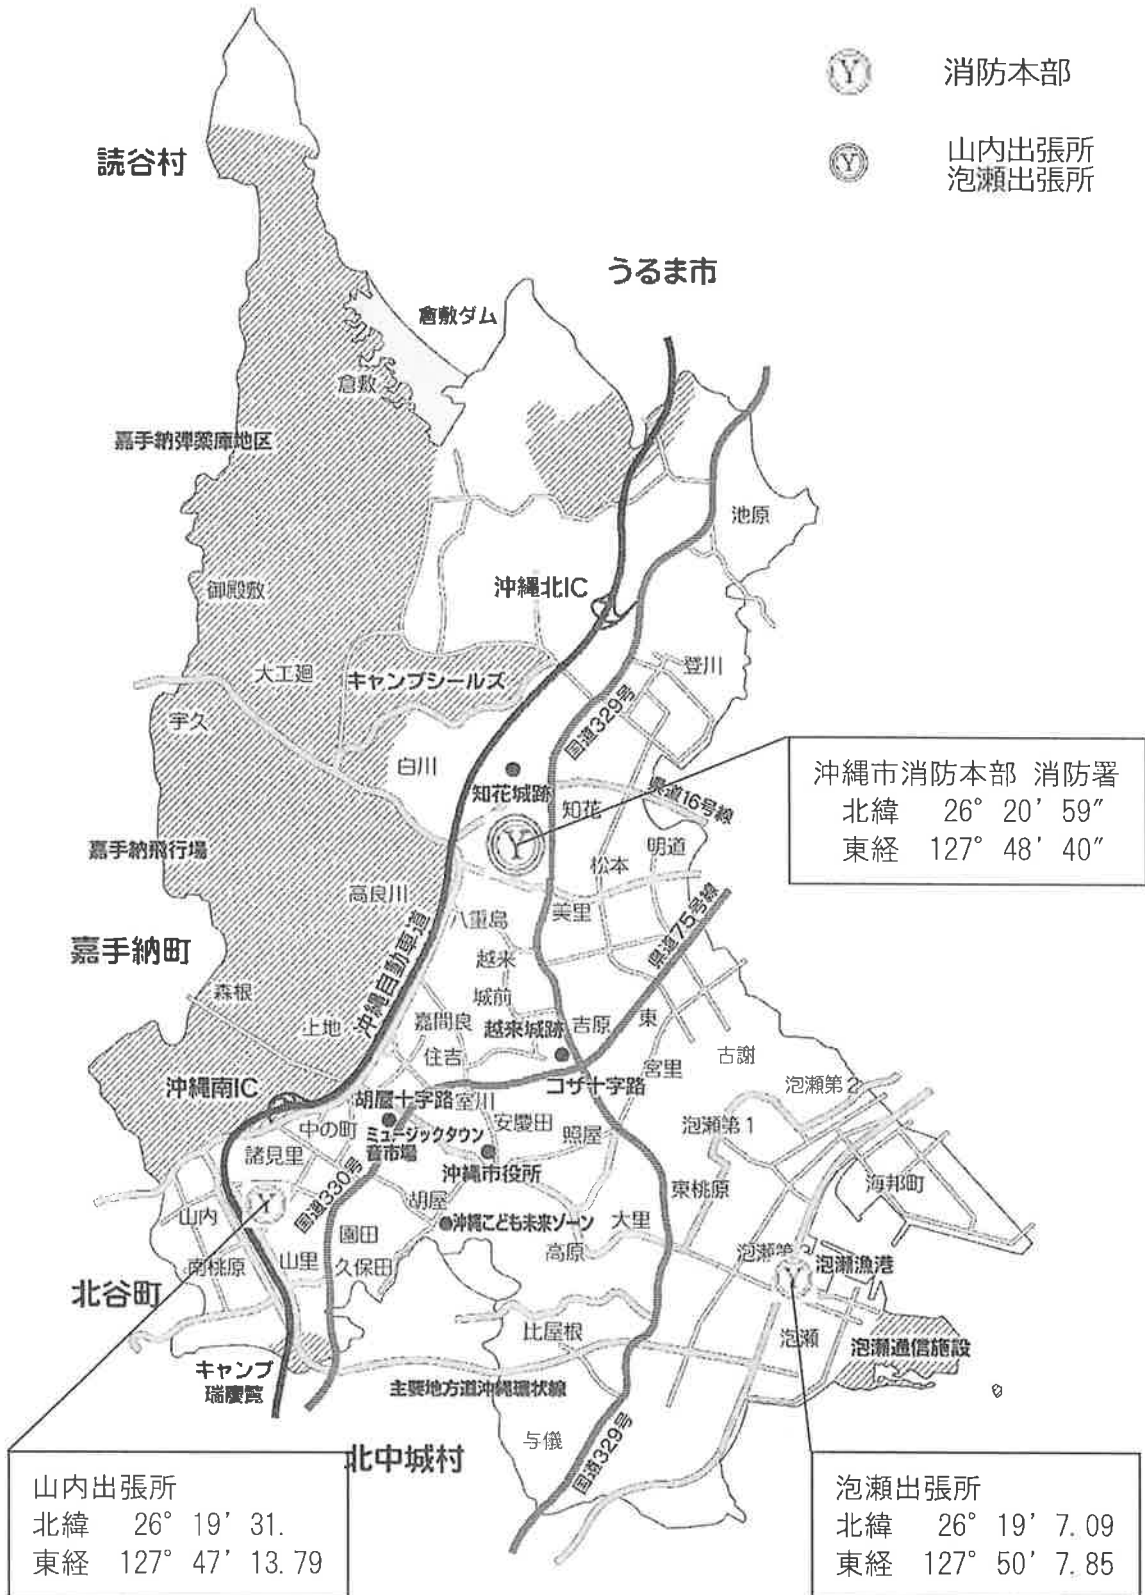 消防本部
山内出張所
泡瀬出張所
読谷村
うるま市
倉敷ダム
倉敷
嘉手納弾薬庫地区
池原
御殿敷
沖縄北IC
大工廻
キャンプシールズ
登川
宇久
国道329号
白川
知花城跡
知花
県道16号線
沖縄市消防本部 消防署
北緯 26° 20′ 59″
東経 127° 48′ 40″
嘉手納飛行場
松本
明道
高良川
八重島
美里
嘉手納町
沖縄自動車道
越来
県道75号線
森根
城前
上地
嘉間良
越来城跡
吉原
東
住吉
古謝
宮里
沖縄南IC
コザ十字路
泡瀬第2
胡屋十字路
室川
中の町
ミュージックタウン
音市場
安慶田
照屋
泡瀬第1
諸見里
沖縄市役所
東桃原
海邦町
国道330号
山内
胡屋
沖縄こども未来ゾーン
大里
園田
高原
南桃原
山里
久保田
泡瀬第3
泡瀬漁港
北谷町
比屋根
泡瀬
泡瀬通信施設
キャンプ
瑞慶覧
主要地方道沖縄環状線
与儀
国道329号
北中城村
山内出張所
北緯 26° 19′ 31.
東経 127° 47′ 13.79
泡瀬出張所
北緯 26° 19′ 7.09
東経 127° 50′ 7.85